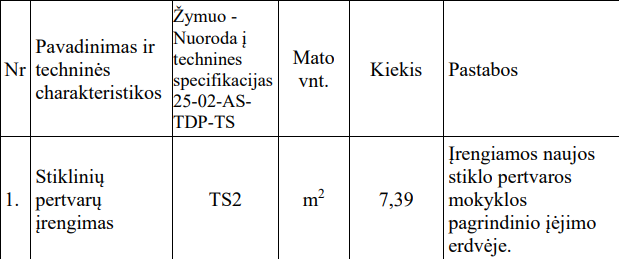 Nr
Pavadinimas ir
techninės
charakteristikos
Žymuo -
Nuoroda į
technines
specifikacijas
25-02-AS-
TDP-TS
Mato
vnt.
Kiekis
Pastabos
1.
Stiklinių
pertvarų
įrengimas
TS2
m²
7,39
Įrengiamos naujos
stiklo pertvaros
mokyklos
pagrindinio įėjimo
erdvėje.